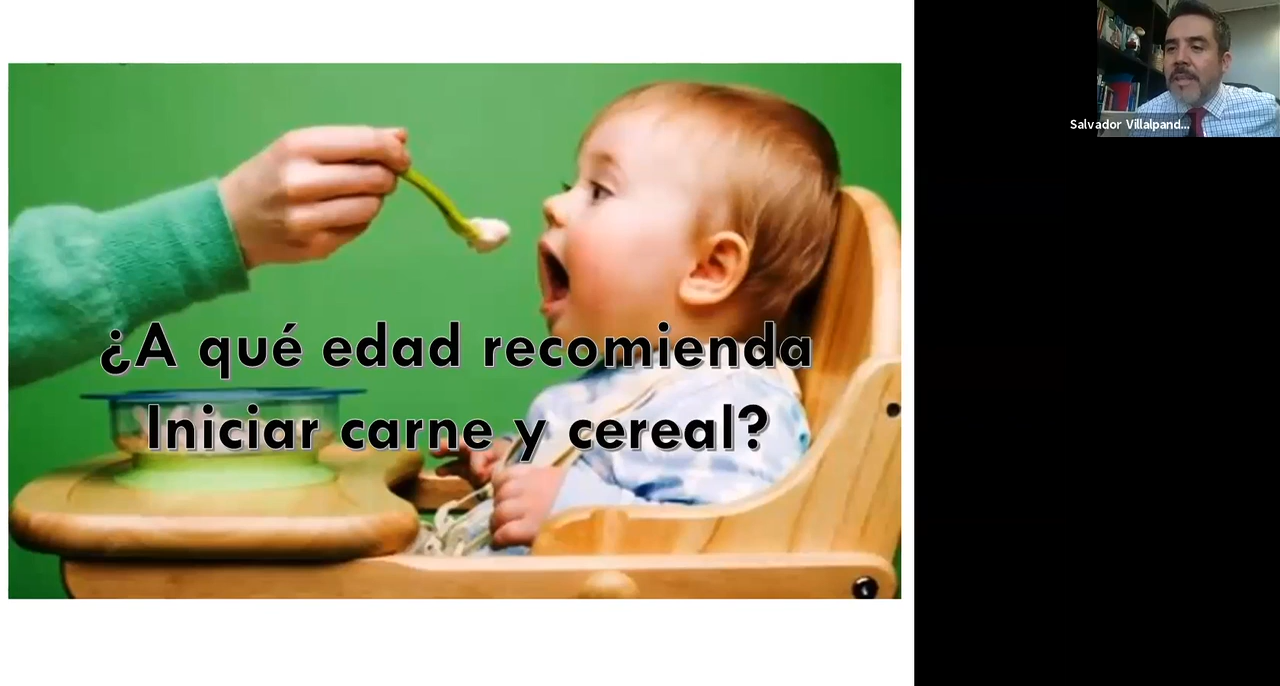 ¿A qué edad recomienda
Iniciar carne y cereal?
Salvador Villalpand...